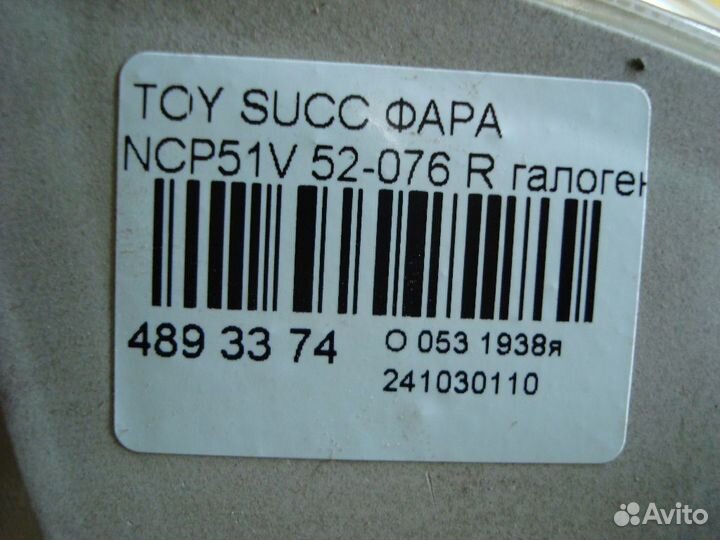 TOY SUCC ФАРА
NCP51V 52-076 R галоген
489 33 74
О 053 1938я
241030110
Avito